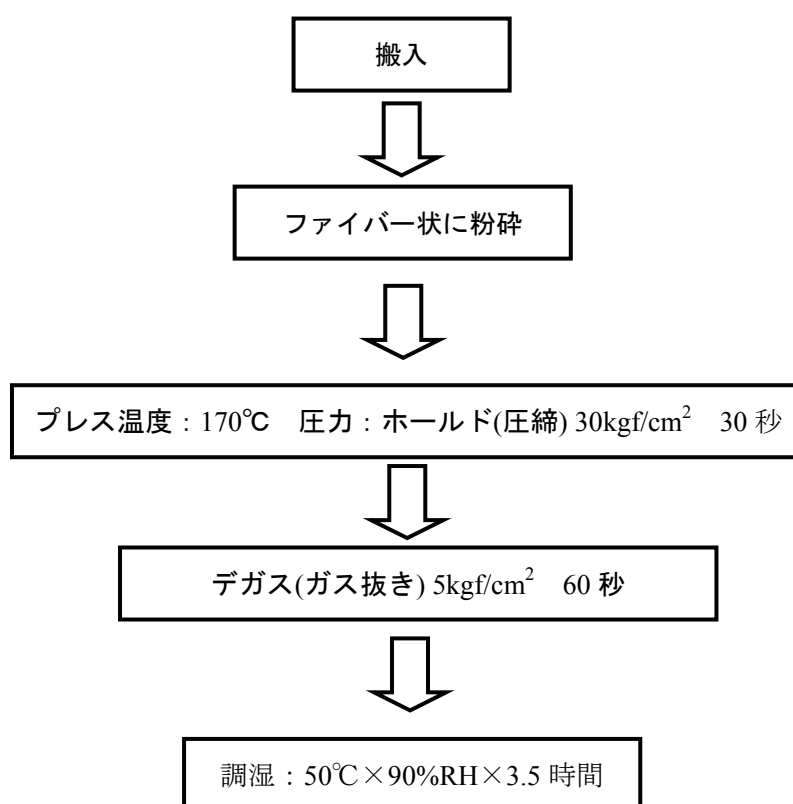 搬入
ファイバー状に粉砕
プレス温度：170℃　圧力：ホールド(圧締) 30kgf/cm²　30 秒
デガス(ガス抜き) 5kgf/cm²　60 秒
調湿：50℃×90%RH×3.5 時間